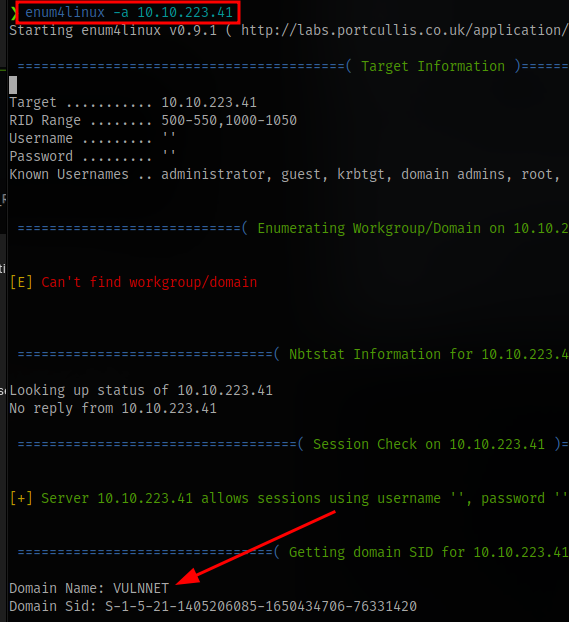 ❯ enum4linux -a 10.10.223.41
Starting enum4linux v0.9.1 ( http://labs.portcullis.co.uk/application/
=========================================( Target Information )======
Target ........... 10.10.223.41
RID Range ........ 500-550,1000-1050
Username ......... ''
Password ......... ''
Known Usernames .. administrator, guest, krbtgt, domain admins, root,
============================( Enumerating Workgroup/Domain on 10.10.2
[E] Can't find workgroup/domain
================================( Nbtstat Information for 10.10.223.4
Looking up status of 10.10.223.41
No reply from 10.10.223.41
===================================( Session Check on 10.10.223.41 )=
[+] Server 10.10.223.41 allows sessions using username '', password ''
================================( Getting domain SID for 10.10.223.41
Domain Name: VULNNET
Domain Sid: S-1-5-21-1405206085-1650434706-76331420